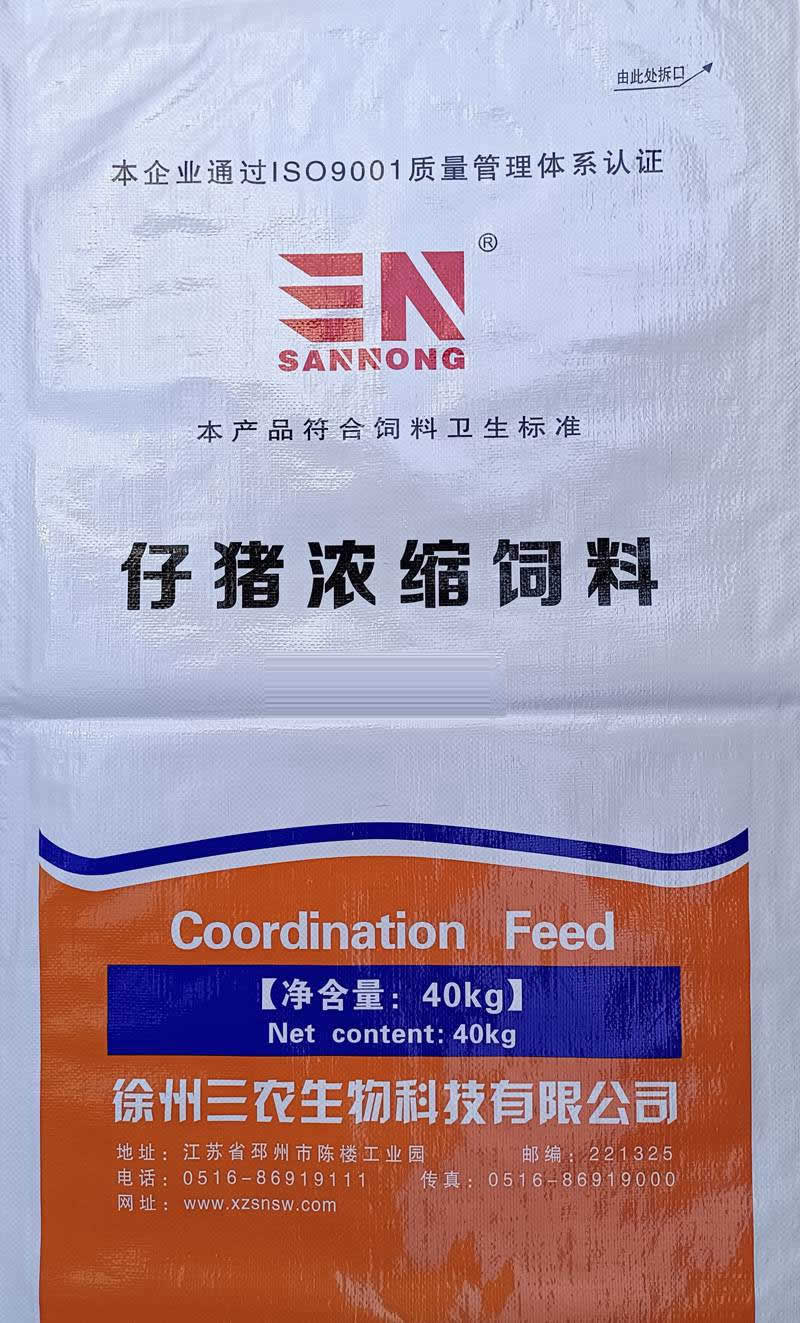 由此处拆口
本企业通过ISO9001质量管理体系认证
®
SANNONG
本产品符合饲料卫生标准
仔猪浓缩饲料
Coordination Feed
【净含量：40kg】
Net content: 40kg
徐州三农生物科技有限公司
地址：江苏省邳州市陈楼工业园 邮编：221325
电话：0516-86919111 传真：0516-86919000
网址：www.xzsnsw.com